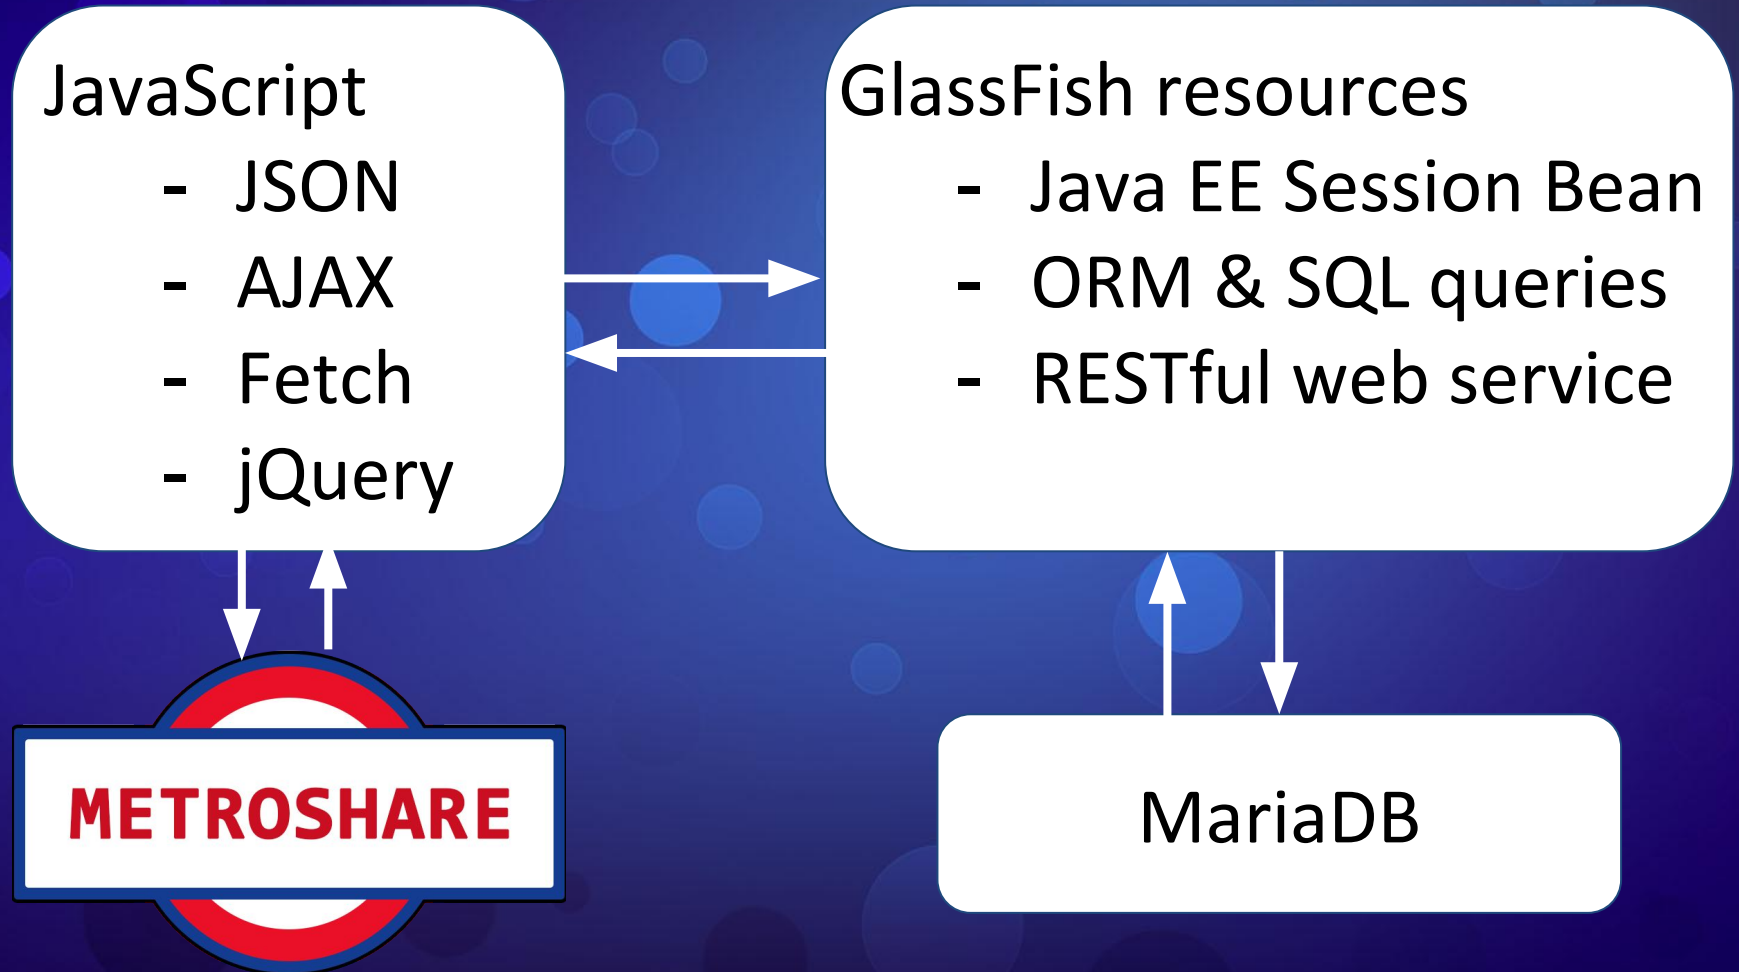 JavaScript
- JSON
- AJAX
- Fetch
- jQuery
GlassFish resources
- Java EE Session Bean
- ORM & SQL queries
- RESTful web service
METROSHARE
MariaDB